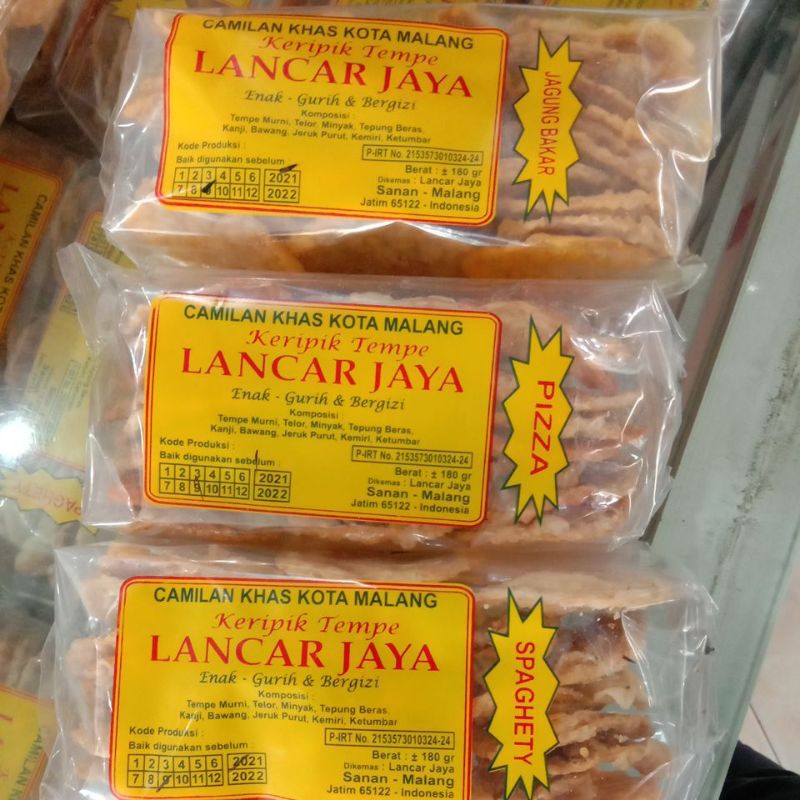 CAMILAN KHAS KOTA MALANG
Keripik Tempe
LANCAR JAYA
Enak - Gurih & Bergizi
Komposisi :
Tempe Murni, Telor, Minyak, Tepung Beras,
Kanji, Bawang, Jeruk Purut, Kemiri, Ketumbar
Kode Produksi :
P-IRT No. 2153573010324-24
Baik digunakan sebelum
1 2 3 4 5 6 2021
7 8 9 10 11 12 2022
Berat : ± 180 gr
Dikemas : Lancar Jaya
Sanan - Malang
Jatim 65122 - Indonesia
JAGUNG BAKAR
CAMILAN KHAS KOTA MALANG
Keripik Tempe
LANCAR JAYA
Enak - Gurih & Bergizi
Komposisi :
Tempe Murni, Telor, Minyak, Tepung Beras,
Kanji, Bawang, Jeruk Purut, Kemiri, Ketumbar
Kode Produksi :
P-IRT No. 2153573010324-24
Baik digunakan sebelum
1 2 3 4 5 6 2021
7 8 9 10 11 12 2022
Berat : ± 180 gr
Dikemas : Lancar Jaya
Sanan - Malang
Jatim 65122 - Indonesia
PIZZA
CAMILAN KHAS KOTA MALANG
Keripik Tempe
LANCAR JAYA
Enak - Gurih & Bergizi
Komposisi :
Tempe Murni, Telor, Minyak, Tepung Beras,
Kanji, Bawang, Jeruk Purut, Kemiri, Ketumbar
Kode Produksi :
P-IRT No. 2153573010324-24
Baik digunakan sebelum :
1 2 3 4 5 6 2021
7 8 9 10 11 12 2022
Berat : ± 180 gr
Dikemas : Lancar Jaya
Sanan - Malang
Jatim 65122 - Indonesia
SPAGHETY
CAMILAN KHAS KOTA
LANCAR
CAMILAN KHAS